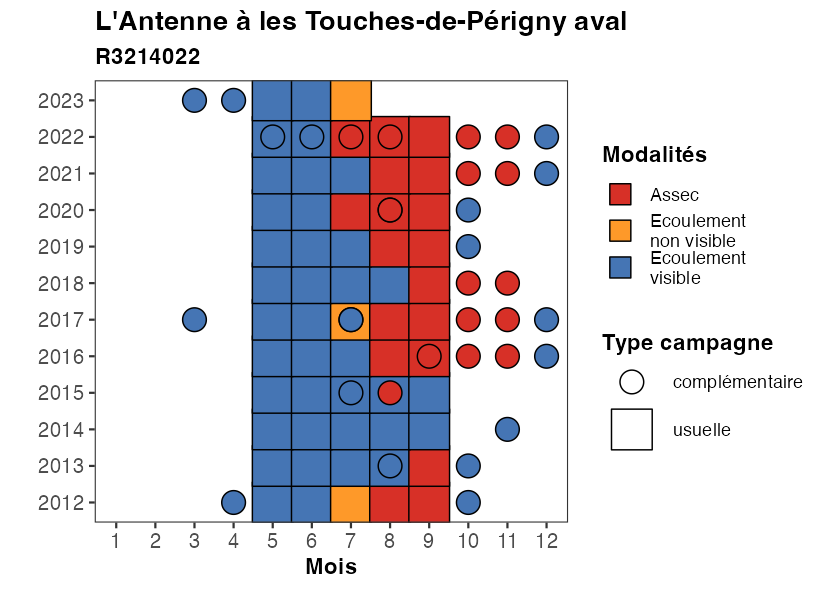 L'Antenne à les Touches-de-Périgny aval
R3214022
2023
2022
2021
2020
2019
2018
2017
2016
2015
2014
2013
2012
1 2 3 4 5 6 7 8 9 10 11 12
Mois
Modalités
Assec
Ecoulement
non visible
Ecoulement
visible
Type campagne
complémentaire
usuelle